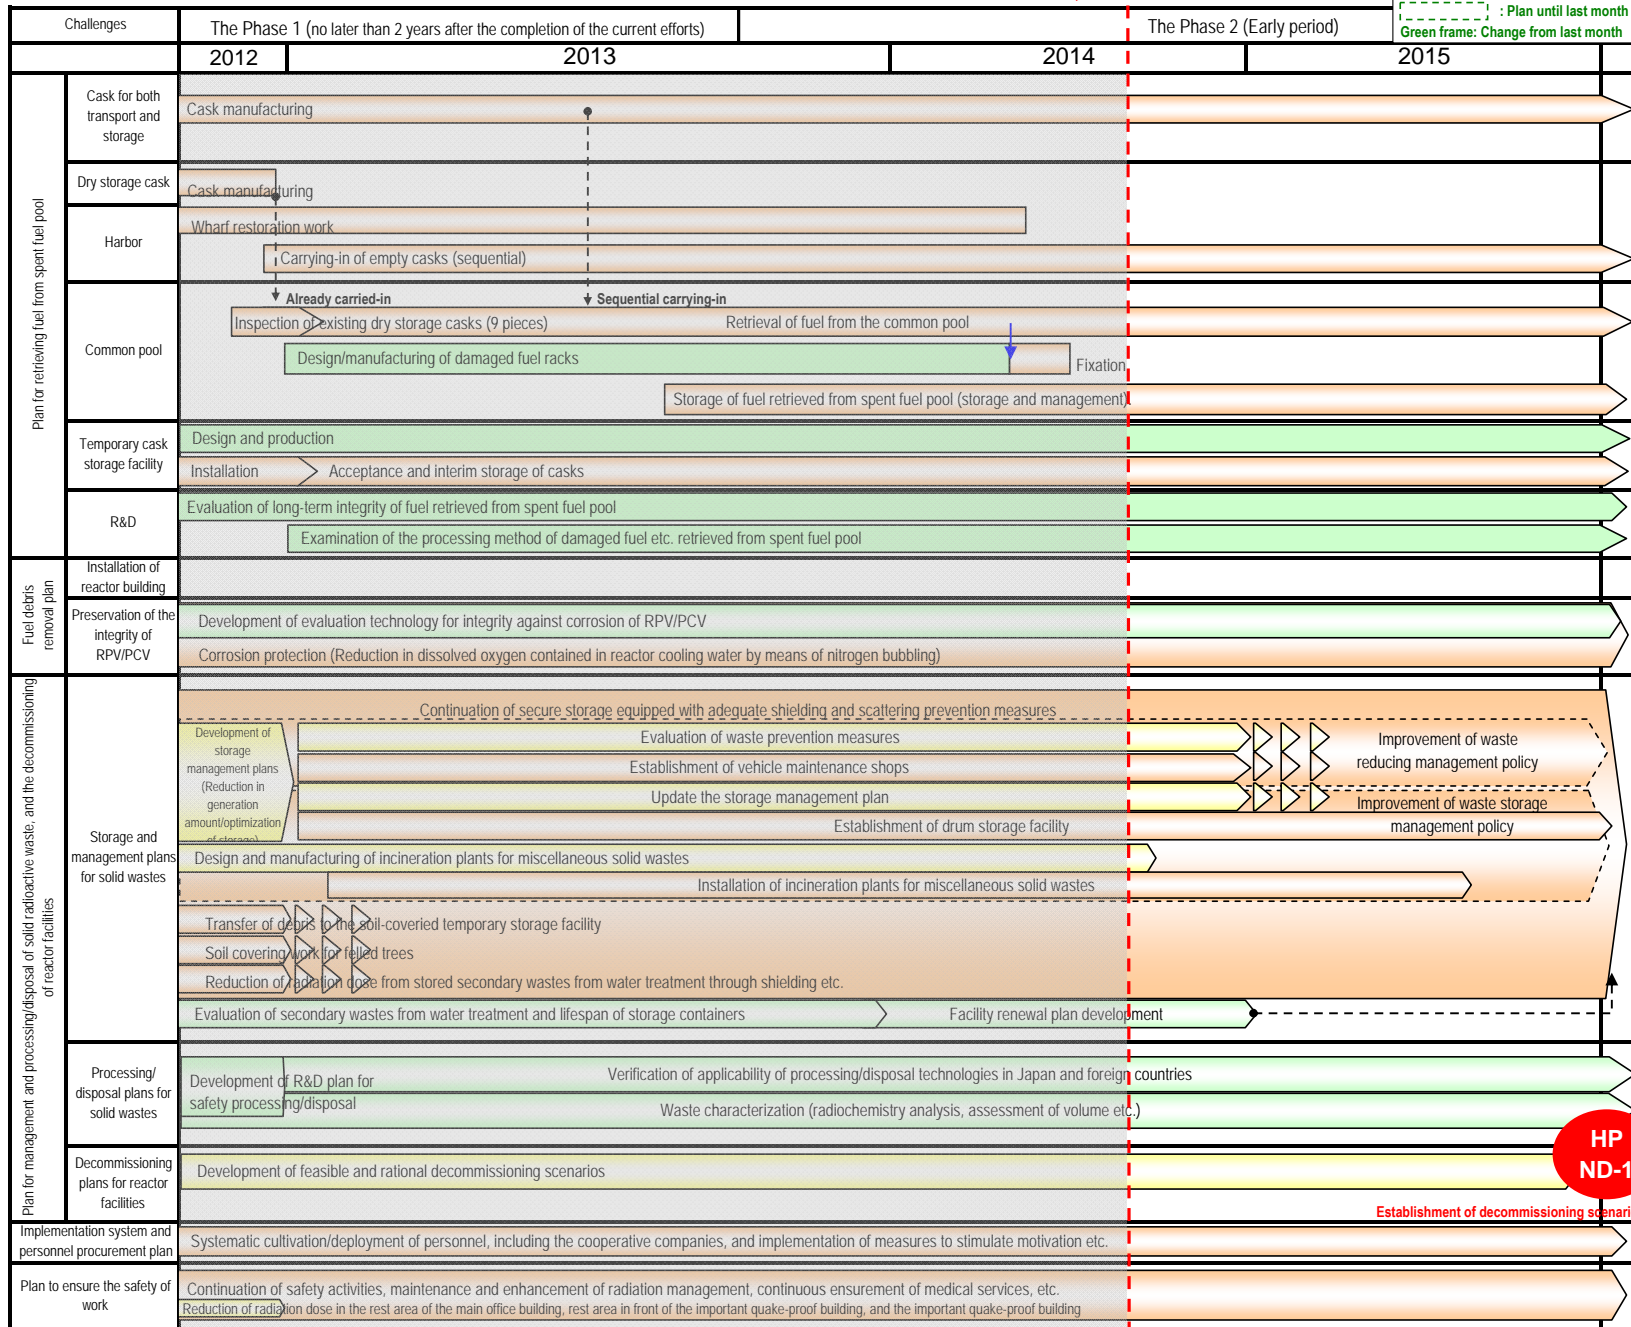 : Plan until last month
Green frame: Change from last month
Challenges
The Phase 1 (no later than 2 years after the completion of the current efforts)
The Phase 2 (Early period)
2012
2013
2014
2015
Plan for retrieving fuel from spent fuel pool
Cask for both
transport and
storage
Cask manufacturing
Dry storage cask
Cask manufacturing
Harbor
Wharf restoration work
Carrying-in of empty casks (sequential)
Already carried-in
Sequential carrying-in
Common pool
Inspection of existing dry storage casks (9 pieces)
Retrieval of fuel from the common pool
Design/manufacturing of damaged fuel racks
Fixation
Storage of fuel retrieved from spent fuel pool (storage and management)
Temporary cask
storage facility
Design and production
Installation
Acceptance and interim storage of casks
R&D
Evaluation of long-term integrity of fuel retrieved from spent fuel pool
Examination of the processing method of damaged fuel etc. retrieved from spent fuel pool
Fuel debris
removal plan
Installation of
reactor building
Preservation of the
integrity of
RPV/PCV
Development of evaluation technology for integrity against corrosion of RPV/PCV
Corrosion protection (Reduction in dissolved oxygen contained in reactor cooling water by means of nitrogen bubbling)
Plan for management and processing/disposal of solid radioactive waste, and the decommissioning
of reactor facilities
Storage and
management plans
for solid wastes
Continuation of secure storage equipped with adequate shielding and scattering prevention measures
Development of
storage
management plans
(Reduction in
generation
amount/optimization
of storage)
Evaluation of waste prevention measures
Establishment of vehicle maintenance shops
Update the storage management plan
Establishment of drum storage facility
Improvement of waste
reducing management policy
Improvement of waste storage
management policy
Design and manufacturing of incineration plants for miscellaneous solid wastes
Installation of incineration plants for miscellaneous solid wastes
Transfer of debris to the soil-coveried temporary storage facility
Soil covering work for felled trees
Reduction of radiation dose from stored secondary wastes from water treatment through shielding etc.
Evaluation of secondary wastes from water treatment and lifespan of storage containers
Facility renewal plan development
Processing/
disposal plans for
solid wastes
Development of R&D plan for
safety processing/disposal
Verification of applicability of processing/disposal technologies in Japan and foreign countries
Waste characterization (radiochemistry analysis, assessment of volume etc.)
HP
ND-1
Decommissioning
plans for reactor
facilities
Development of feasible and rational decommissioning scenarios
Establishment of decommissioning scenari
Implementation system and
personnel procurement plan
Systematic cultivation/deployment of personnel, including the cooperative companies, and implementation of measures to stimulate motivation etc.
Plan to ensure the safety of
work
Continuation of safety activities, maintenance and enhancement of radiation management, continuous ensurement of medical services, etc.
Reduction of radiation dose in the rest area of the main office building, rest area in front of the important quake-proof building, and the important quake-proof building